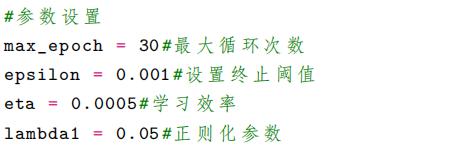 #参数设置
max_epoch = 30#最大循环次数
epsilon = 0.001#设置终止阈值
eta = 0.0005#学习效率
lambda1 = 0.05#正则化参数